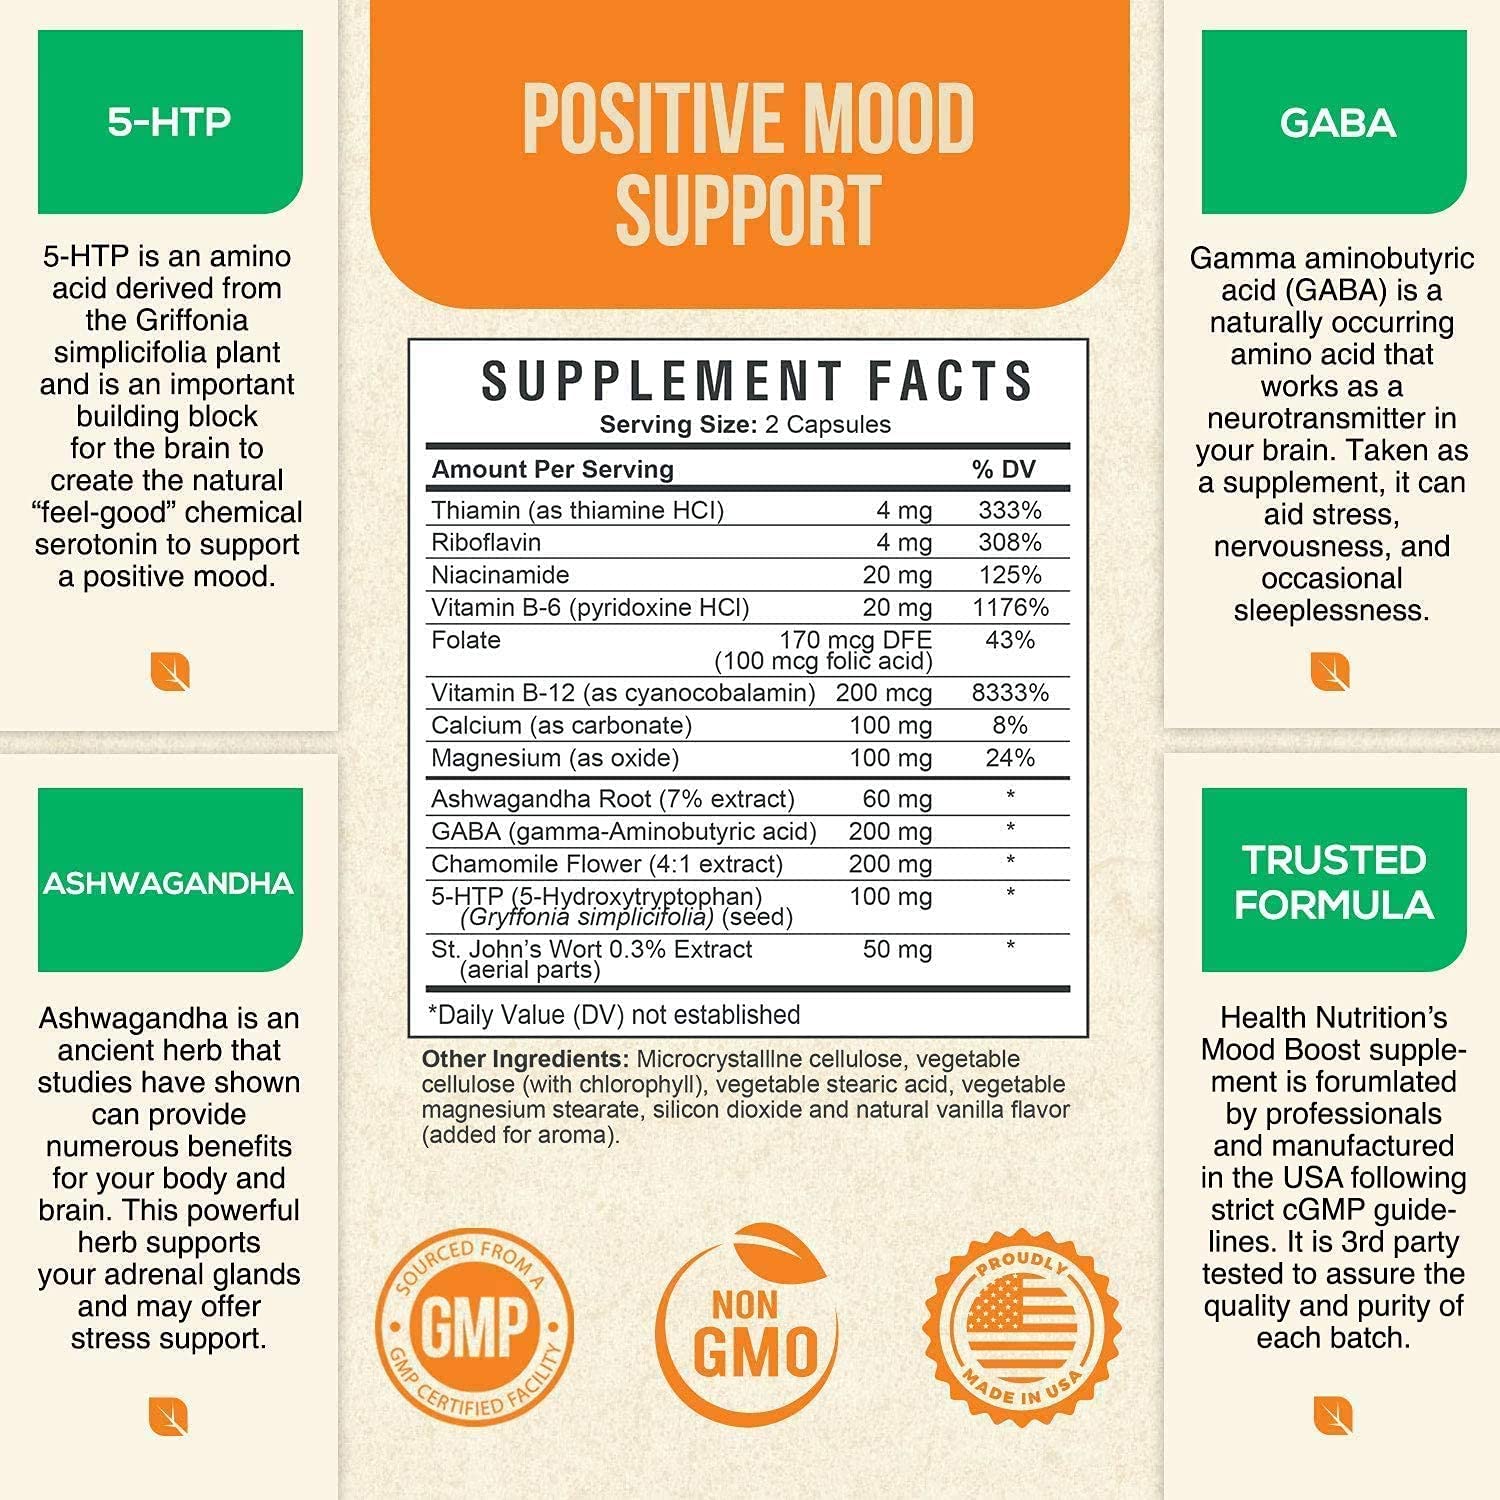 5-HTP
5-HTP is an amino
acid derived from
the Griffonia
simplicifolia plant
and is an important
building block
for the brain to
create the natural
“feel-good” chemical
serotonin to support
a positive mood.
ASHWAGANDHA
Ashwagandha is an
ancient herb that
studies have shown
can provide
numerous benefits
for your body and
brain. This powerful
herb supports
your adrenal glands
and may offer
stress support.
POSITIVE MOOD
SUPPORT
SUPPLEMENT FACTS
Serving Size: 2 Capsules
Amount Per Serving % DV
Thiamin (as thiamine HCl) 4 mg 333%
Riboflavin 4 mg 308%
Niacinamide 20 mg 125%
Vitamin B-6 (pyridoxine HCl) 20 mg 1176%
Folate 170 mcg DFE 43%
(100 mcg folic acid)
Vitamin B-12 (as cyanocobalamin) 200 mcg 8333%
Calcium (as carbonate) 100 mg 8%
Magnesium (as oxide) 100 mg 24%
Ashwagandha Root (7% extract) 60 mg *
GABA (gamma-Aminobutyric acid) 200 mg *
Chamomile Flower (4:1 extract) 200 mg *
5-HTP (5-Hydroxytryptophan) 100 mg *
(Gryffonia simplicifolia) (seed)
St. John’s Wort 0.3% Extract 50 mg *
(aerial parts)
*Daily Value (DV) not established
Other Ingredients: Microcrystallne cellulose, vegetable
cellulose (with chlorophyll), vegetable stearic acid, vegetable
magnesium stearate, silicon dioxide and natural vanilla flavor
(added for aroma).
SOURCED FROM A
GMP
GMP CERTIFIED FACILITY
NON
GMO
PROUDLY
MADE IN USA
GABA
Gamma aminobutyric
acid (GABA) is a
naturally occurring
amino acid that
works as a
neurotransmitter in
your brain. Taken as
a supplement, it can
aid stress,
nervousness, and
occasional
sleeplessness.
TRUSTED
FORMULA
Health Nutrition’s
Mood Boost supple-
ment is forumlated
by professionals
and manufactured
in the USA following
strict cGMP guide-
lines. It is 3rd party
tested to assure the
quality and purity of
each batch.